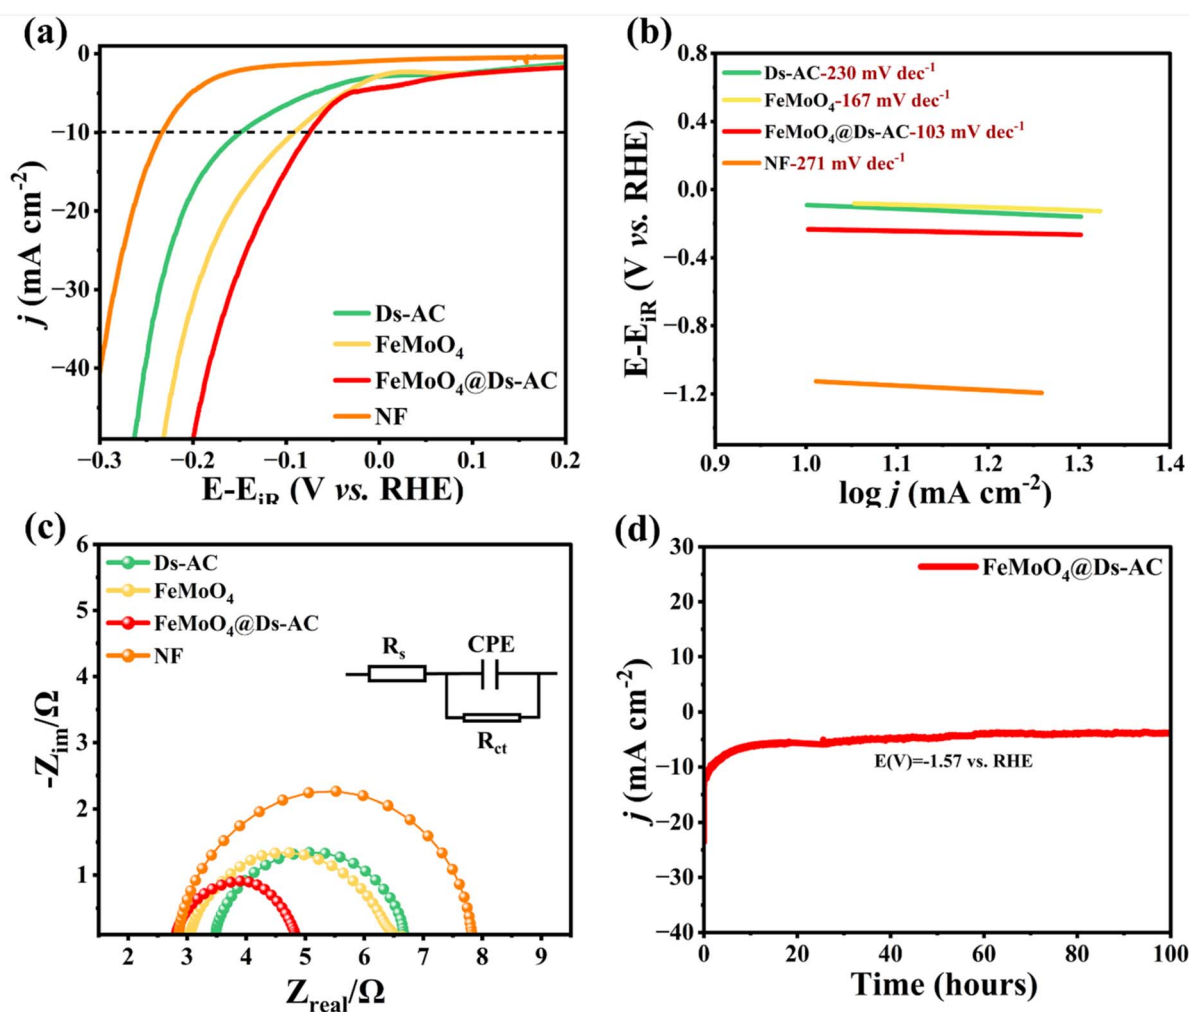 (a)
0
−10
−20
−30
−40
j (mA cm-2)
Ds-AC
FeMoO4
FeMoO4@Ds-AC
NF
−0.3 −0.2 −0.1 0.0 0.1 0.2
E-EiR (V vs. RHE)
(b)
0.8
0.4
0.0
−0.4
−0.8
−1.2
E-EiR (V vs. RHE)
Ds-AC-230 mV dec-1
FeMoO4-167 mV dec-1
FeMoO4@Ds-AC-103 mV dec-1
NF-271 mV dec-1
0.9 1.0 1.1 1.2 1.3 1.4
log j (mA cm-2)
(c)
6
5
4
3
2
1
-Zim/Ω
Ds-AC
FeMoO4
FeMoO4@Ds-AC
NF
Rs CPE
Rct
2 3 4 5 6 7 8 9
Zreal/Ω
(d)
30
20
10
0
−10
−20
−30
−40
j (mA cm-2)
FeMoO4@Ds-AC
E(V)=-1.57 vs. RHE
0 20 40 60 80 100
Time (hours)